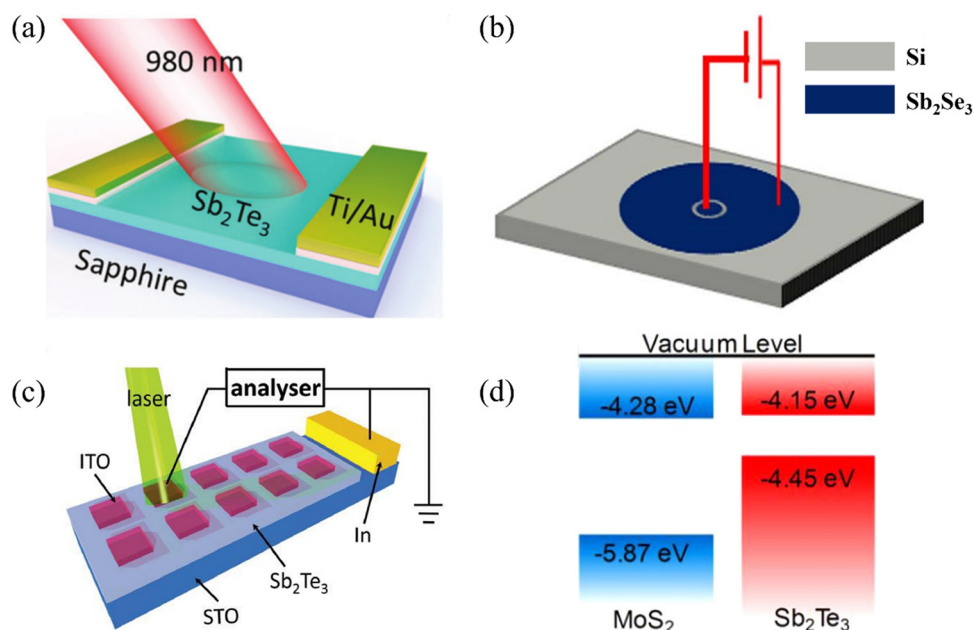 (a)
980 nm
Sb₂Te₃
Ti/Au
Sapphire
(b)
Si
Sb₂Se₃
(c)
laser
analyser
ITO
In
Sb₂Te₃
STO
(d)
Vacuum Level
-4.28 eV
-4.15 eV
-4.45 eV
-5.87 eV
MoS₂
Sb₂Te₃